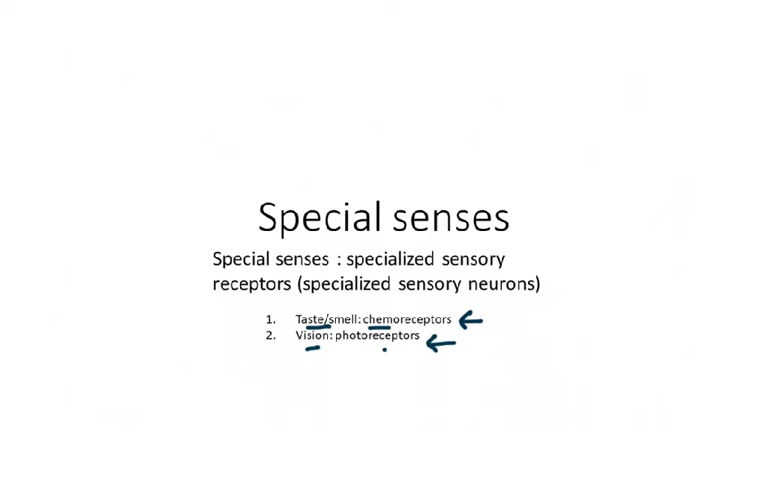 Special senses
Special senses : specialized sensory
receptors (specialized sensory neurons)
1. Taste/smell: chemoreceptors
2. Vision: photoreceptors